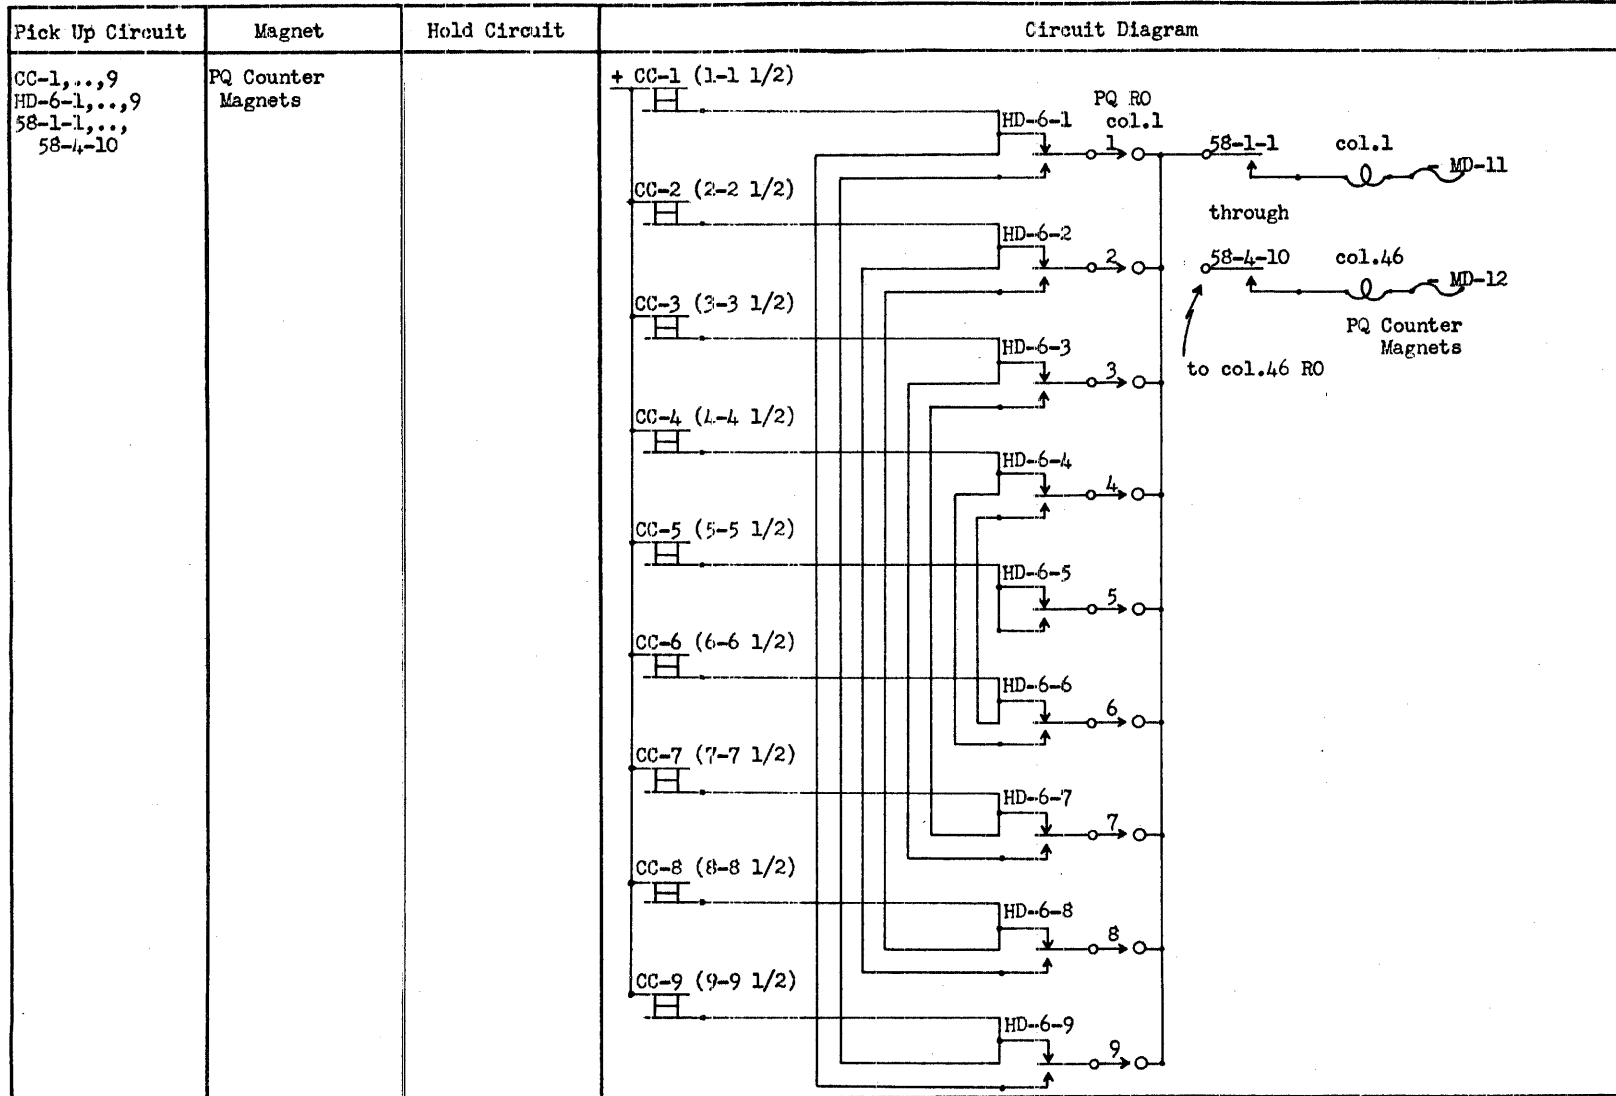 Pick Up Circuit Magnet Hold Circuit Circuit Diagram
CC-1,..,9
HD-6-1,..,9
58-1-1,..,
58-4-10
PQ Counter
Magnets
+ CC-1 (1-1 1/2)
CC-2 (2-2 1/2)
CC-3 (3-3 1/2)
CC-4 (4-4 1/2)
CC-5 (5-5 1/2)
CC-6 (6-6 1/2)
CC-7 (7-7 1/2)
CC-8 (8-8 1/2)
CC-9 (9-9 1/2)
HD-6-1
HD-6-2
HD-6-3
HD-6-4
HD-6-5
HD-6-6
HD-6-7
HD-6-8
HD-6-9
PQ RO
col.1
1
2
3
4
5
6
7
8
9
58-1-1 col.1 - MD-11
through
58-4-10 col.46 - MD-12
PQ Counter
Magnets
to col.46 RO